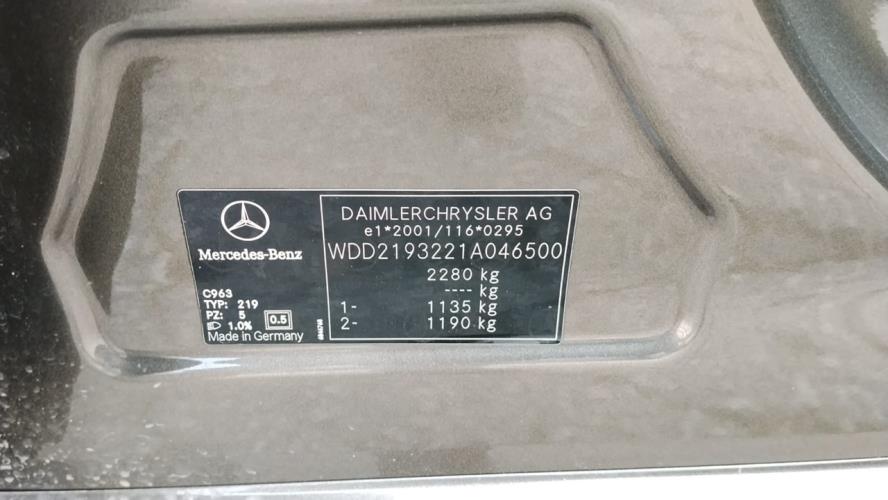 Mercedes-Benz
C963
TYP: 219
PZ: 5
1.0%
0.5
Made in Germany
DAIMLERCHRYSLER AG
e1*2001/116*0295
WDD2193221A046500
2280 kg
---- kg
1- 1135 kg
2- 1190 kg